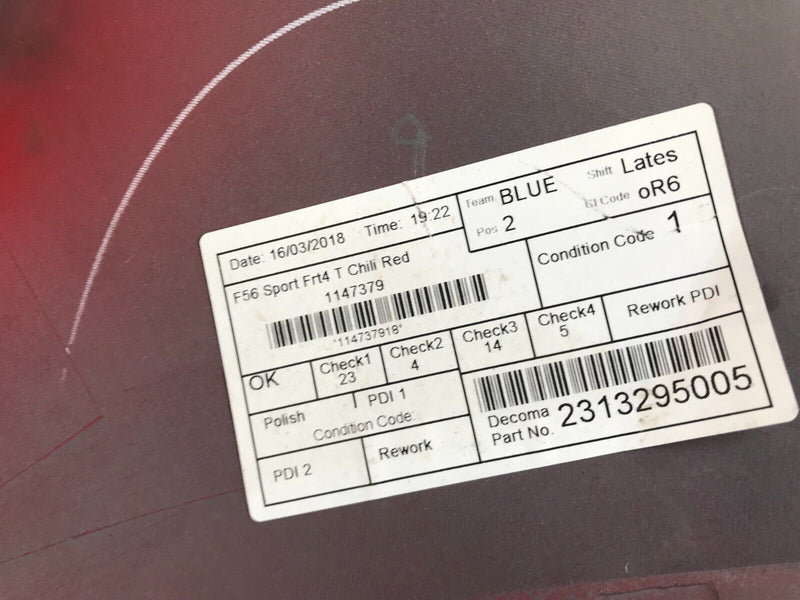 Date: 16/03/2018 Time: 19:22
Team BLUE Shift Lates
Pos 2 GI Code oR6
F56 Sport Frt4 T Chili Red
1147379
*114737918*
Condition Code 1
OK Check1 23 Check2 4 Check3 14 Check4 5 Rework PDI
Polish PDI 1
Condition Code:
PDI 2 Rework
Decoma
Part No. 2313295005